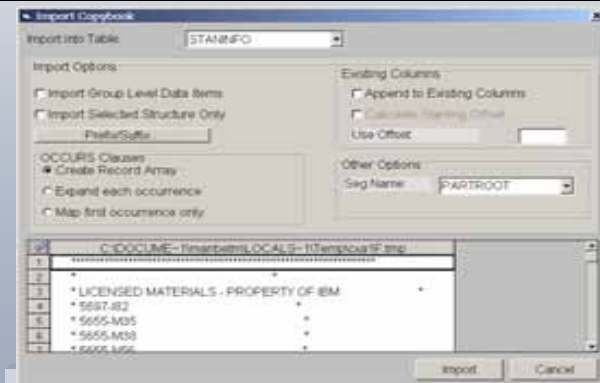 Import Copybook
Import into Table: STANINFO
Import Options
Import Group Level Data Items
Import Selected Structure Only
Prefix/Suffix
OCCURS Clauses
Create Record Array
Expand each occurrence
Map first occurrence only
Existing Columns
Append to Existing Columns
Calculate Starting Offset
Use Offset
Other Options
Seg Name: PARTROOT
1 ******************************************************************
2 * *
3 * LICENSED MATERIALS - PROPERTY OF IBM *
4 * 5697-I82 *
5 * 5655-M35 *
6 * 5655-M38 *
7 * 5655-M56 *
Import Cancel